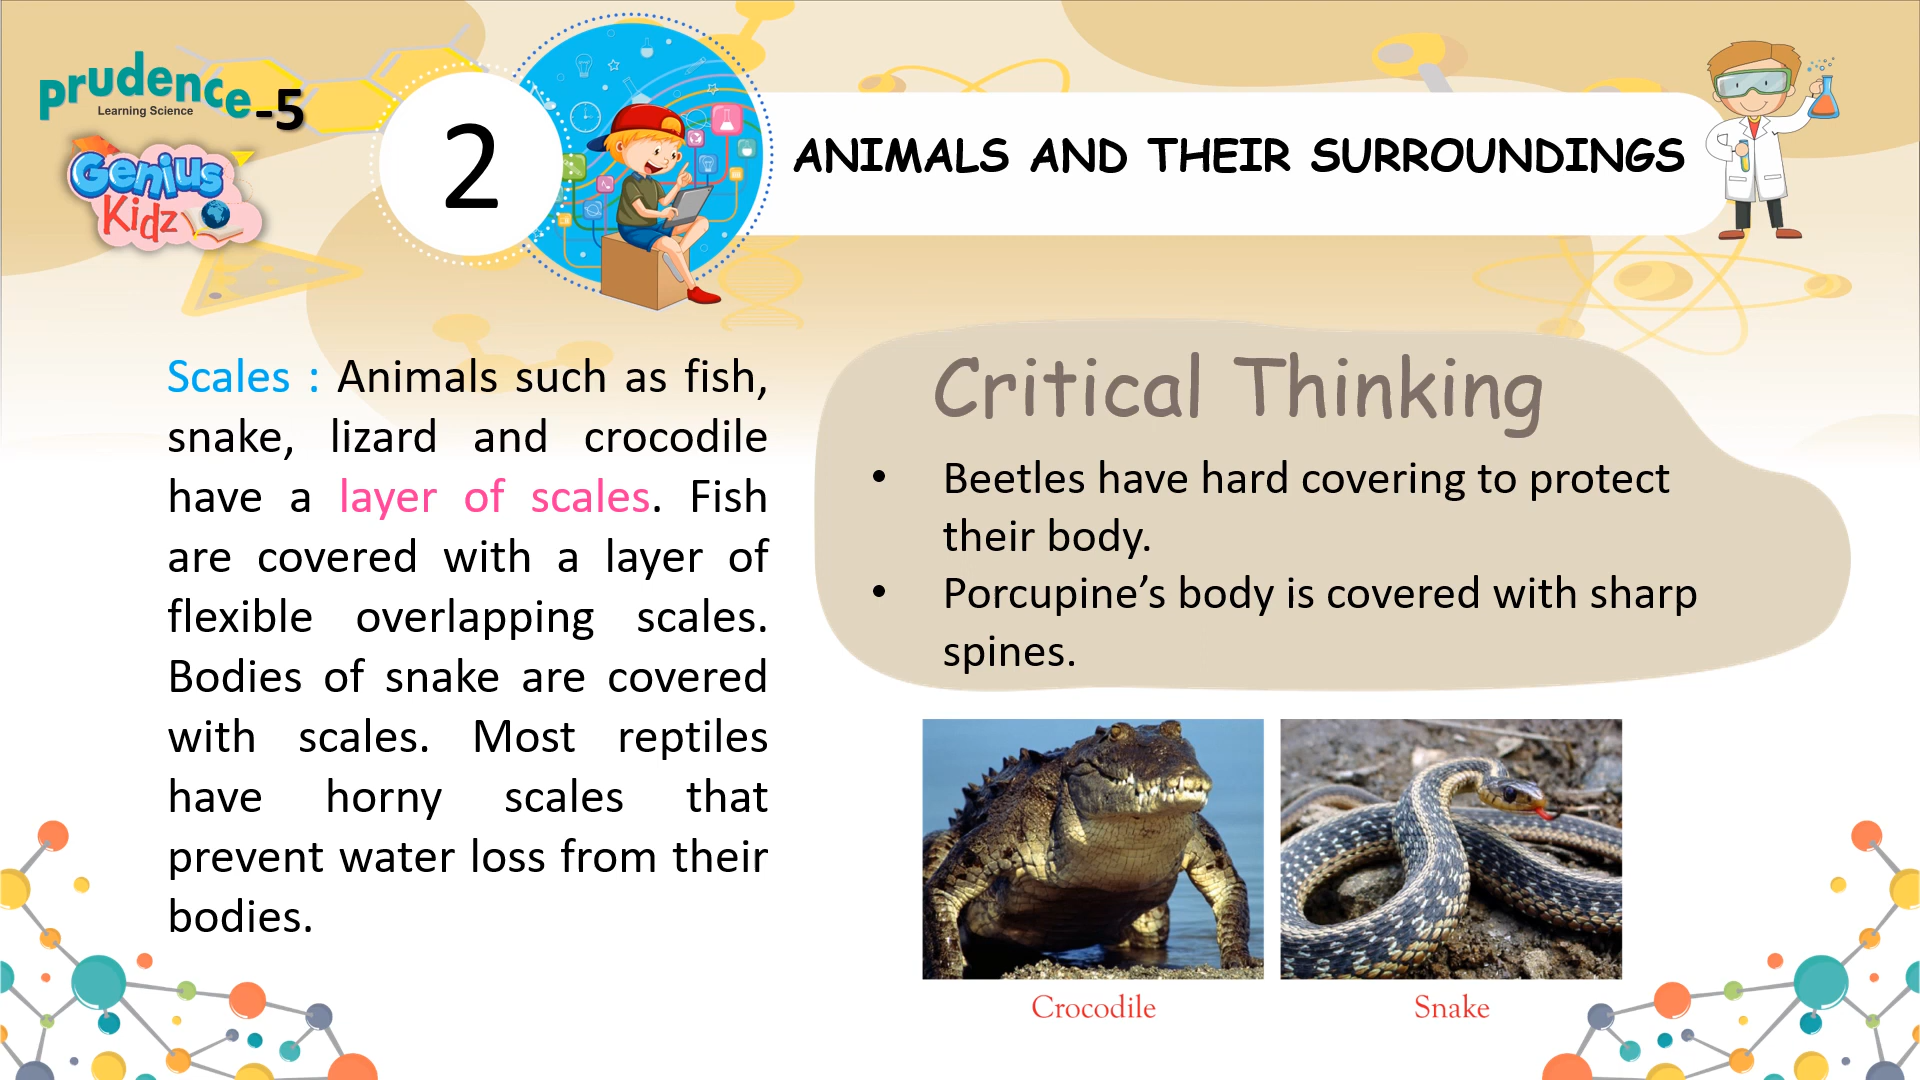 prudence-5
Learning Science
Genius
Kidz
2
ANIMALS AND THEIR SURROUNDINGS
Scales : Animals such as fish,
snake, lizard and crocodile
have a layer of scales. Fish
are covered with a layer of
flexible overlapping scales.
Bodies of snake are covered
with scales. Most reptiles
have horny scales that
prevent water loss from their
bodies.
Critical Thinking
• Beetles have hard covering to protect
their body.
• Porcupine’s body is covered with sharp
spines.
Crocodile
Snake